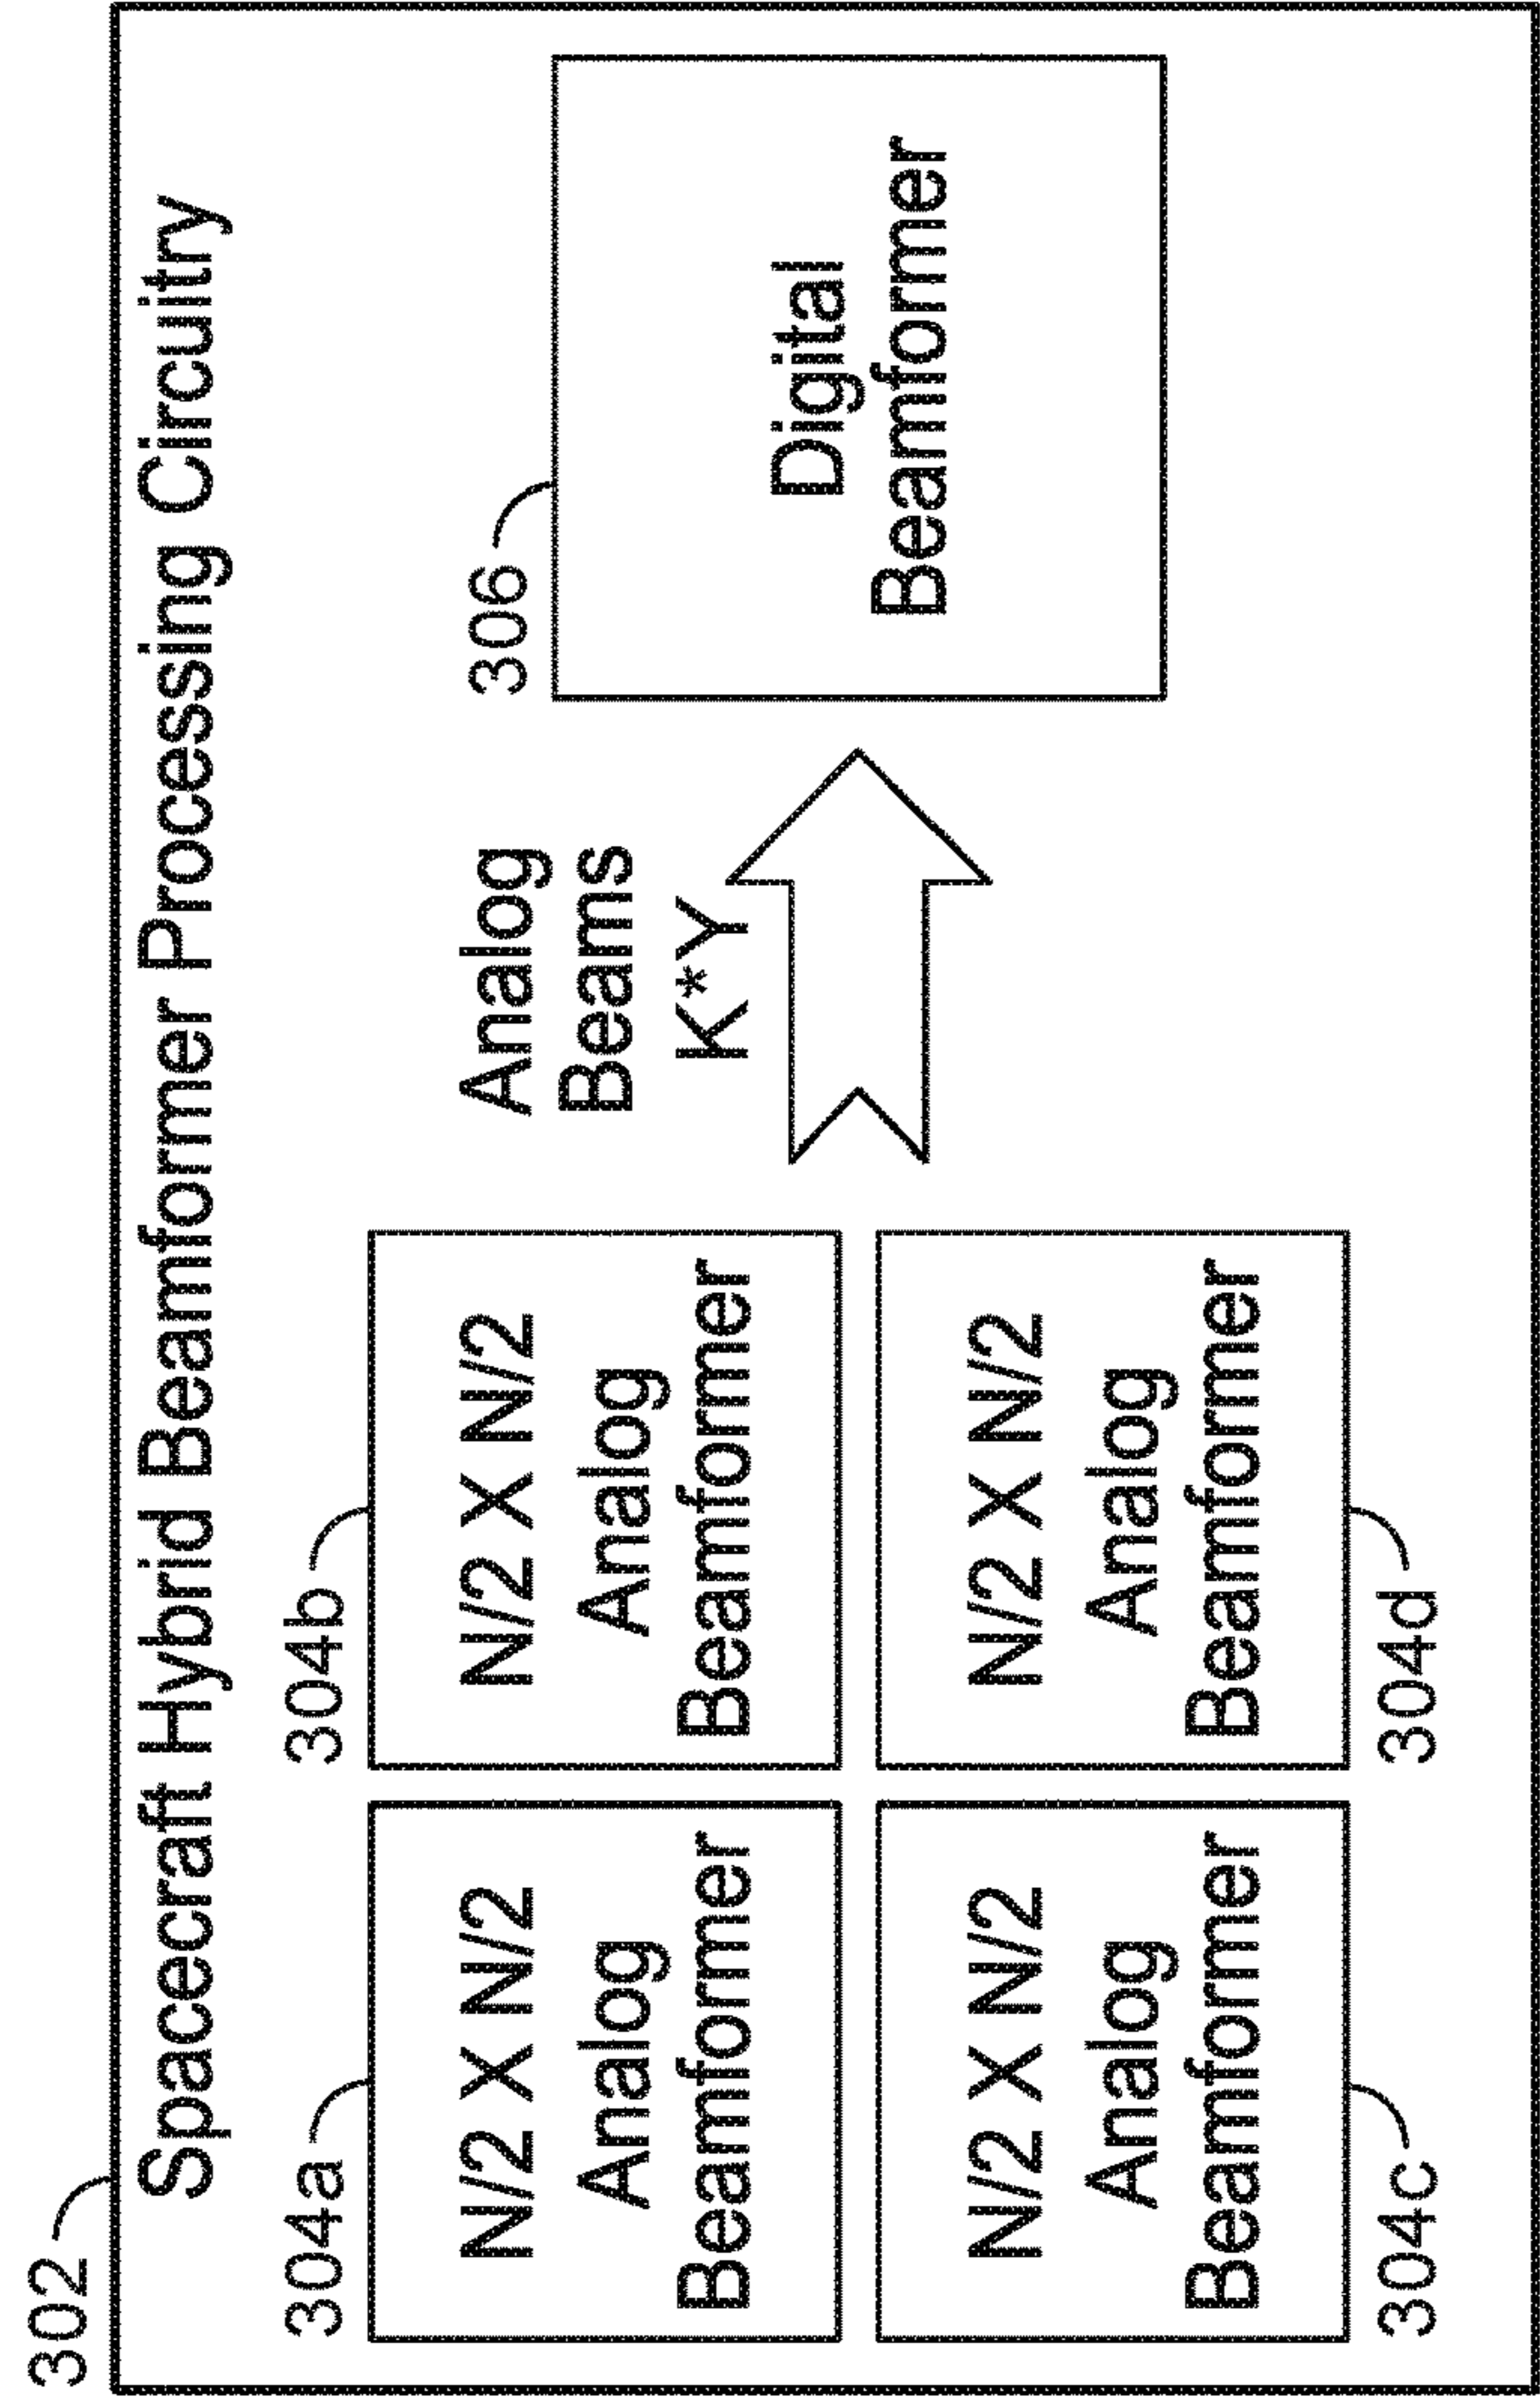 302
Spacecraft Hybrid Beamformer Processing Circuitry
304a
N/2 X N/2
Analog
Beamformer
304b
N/2 X N/2
Analog
Beamformer
304c
N/2 X N/2
Analog
Beamformer
304d
N/2 X N/2
Analog
Beamformer
Analog
Beams
K*Y
306
Digital
Beamformer